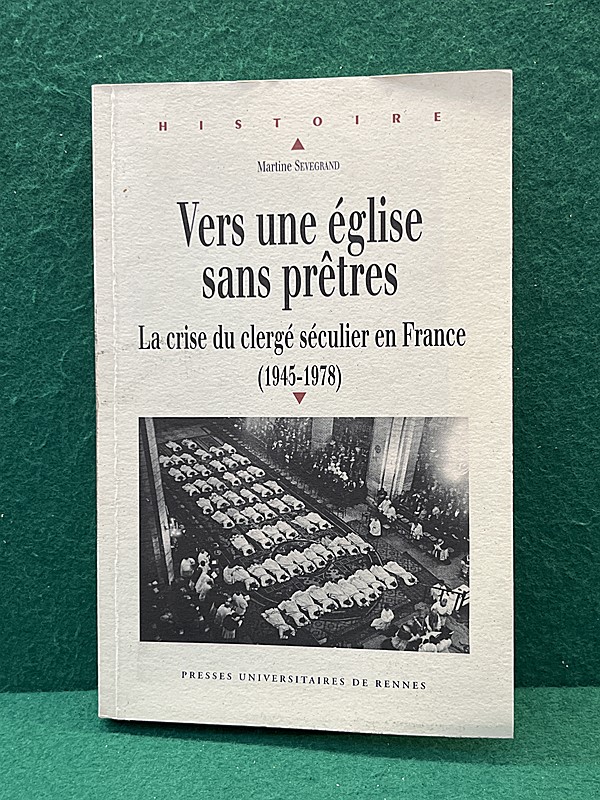 HISTOIRE
Martine SEVEGRAND
Vers une église
sans prêtres
La crise du clergé séculier en France
(1945-1978)
PRESSES UNIVERSITAIRES DE RENNES